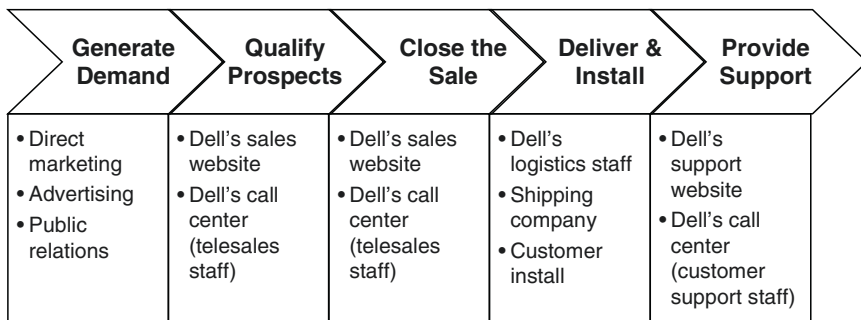 Generate
Demand
Qualify
Prospects
Close the
Sale
Deliver &
Install
Provide
Support
• Direct
marketing
• Advertising
• Public
relations
• Dell's sales
website
• Dell's call
center
(telesales
staff)
• Dell's sales
website
• Dell's call
center
(telesales
staff)
• Dell's
logistics staff
• Shipping
company
• Customer
install
• Dell's
support
website
• Dell's call
center
(customer
support staff)